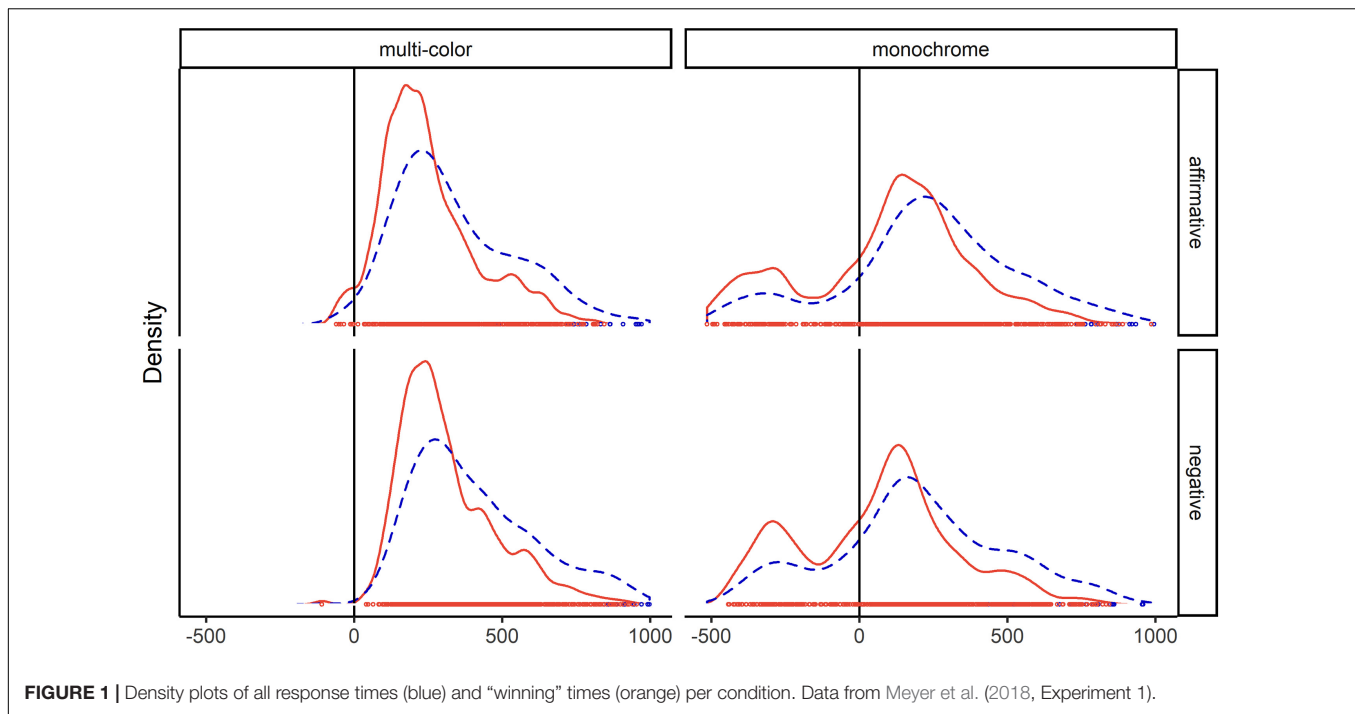 multi-color
monochrome
affirmative
negative
Density
-500 0 500 1000
-500 0 500 1000
FIGURE 1 | Density plots of all response times (blue) and “winning” times (orange) per condition. Data from Meyer et al. (2018, Experiment 1).